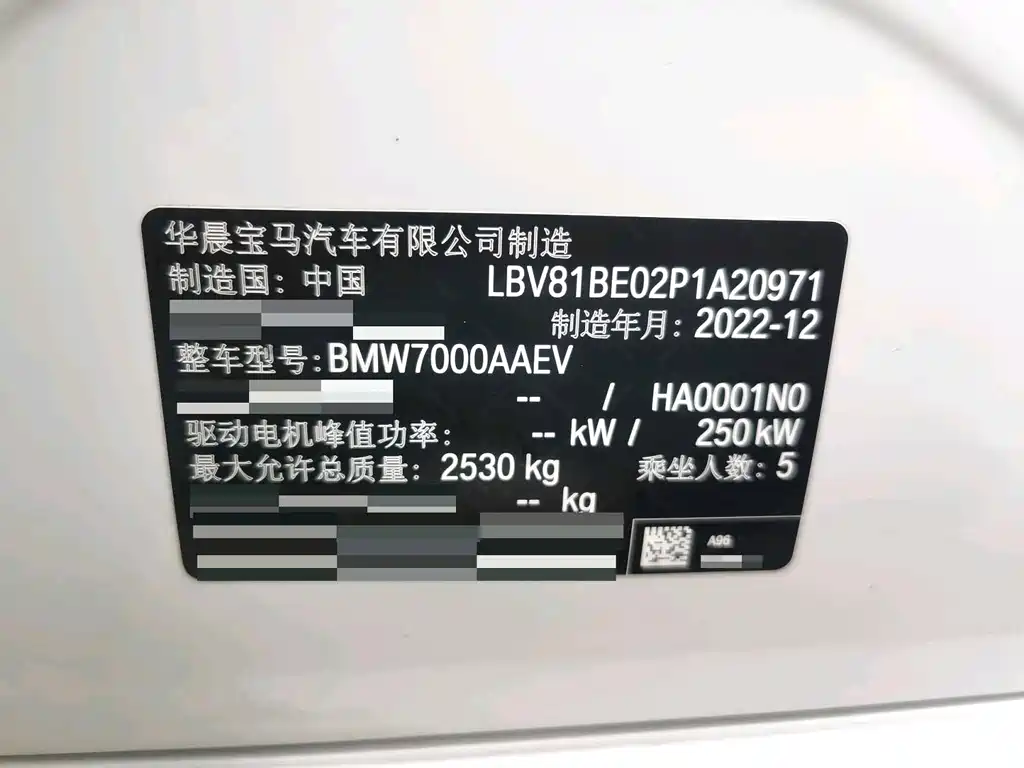 华晨宝马汽车有限公司制造
制造国：中国 LBV81BE02P1A20971
制造年月：2022-12
整车型号：BMW7000AAEV
-- / HA0001N0
驱动电机峰值功率： -- kW / 250 kW
最大允许总质量：2530 kg 乘坐人数：5
-- kg
A96